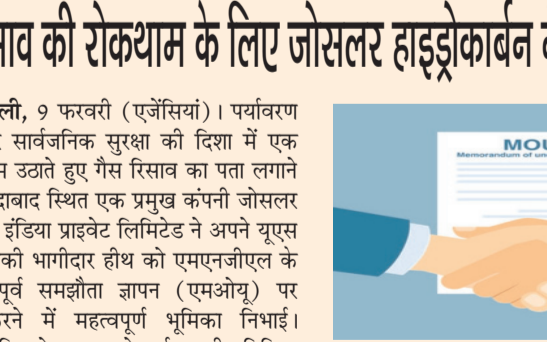 साव की रोकथाम के लिए जोसलर हाइड्रोकार्बन
ली, 9 फरवरी (एजेंसियां)। पर्यावरण
सार्वजनिक सुरक्षा की दिशा में एक
उठाते हुए गैस रिसाव का पता लगाने
दाबाद स्थित एक प्रमुख कंपनी जोसलर
इंडिया प्राइवेट लिमिटेड ने अपने यूएस
की भागीदार हीथ को एमएनजीएल के
पूर्व समझौता ज्ञापन (एमओयू) पर
रने में महत्वपूर्ण भूमिका निभाई।
MOU
Memorandum of un